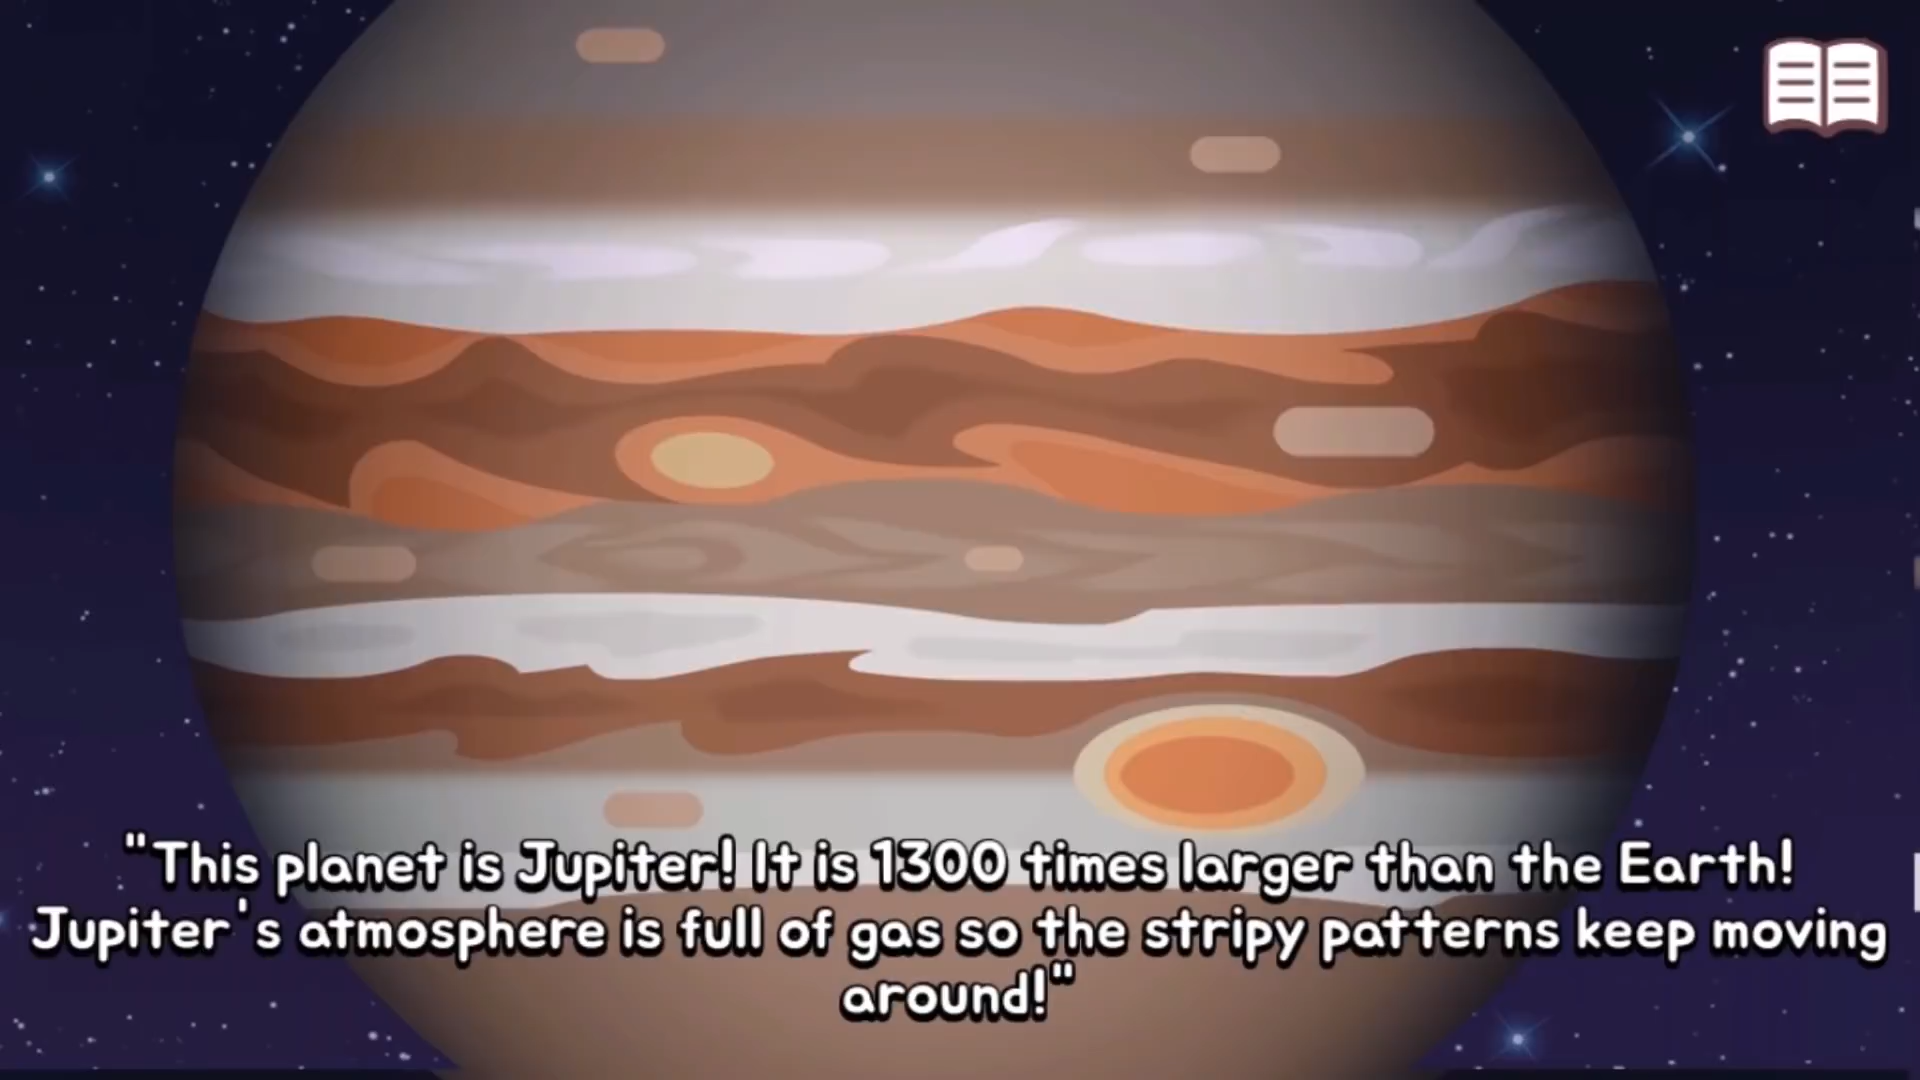 "This planet is Jupiter! It is 1300 times larger than the Earth!
Jupiter's atmosphere is full of gas so the stripy patterns keep moving
around!"